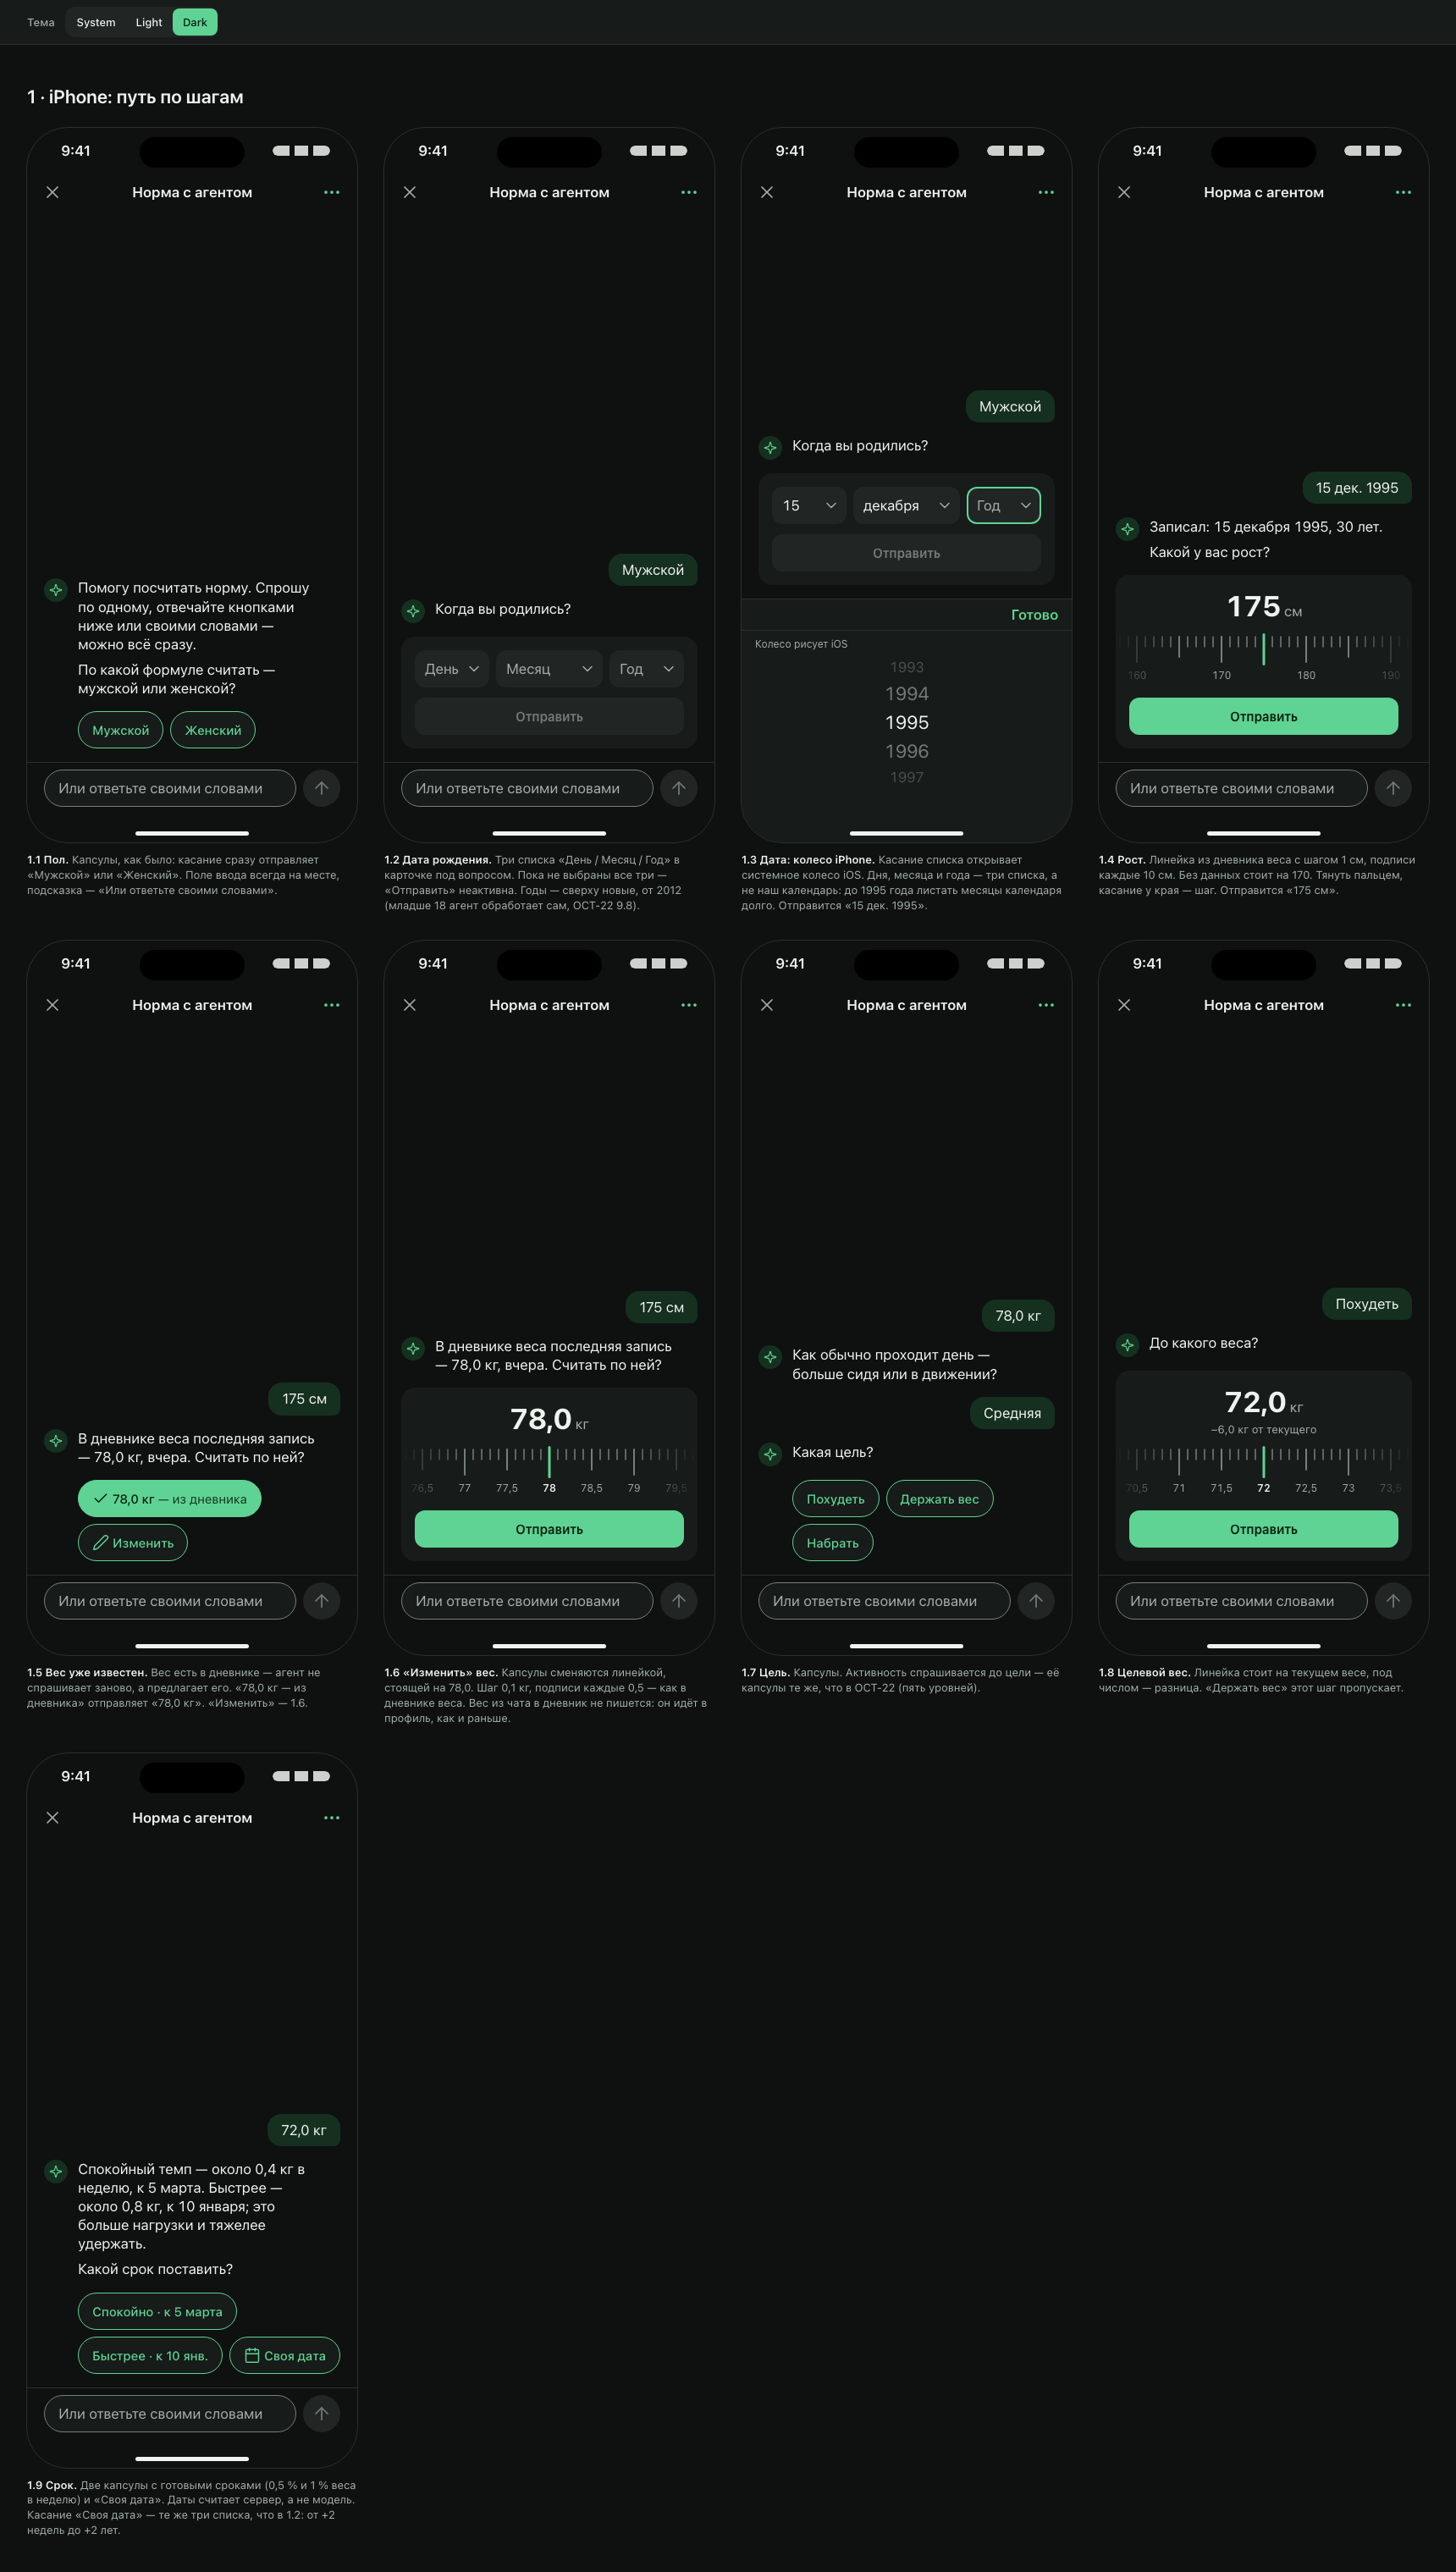 Тема System Light Dark
1 · iPhone: путь по шагам
9:41
Норма с агентом
Помогу посчитать норму. Спрошу
по одному, отвечайте кнопками
ниже или своими словами —
можно всё сразу.
По какой формуле считать —
мужской или женской?
Мужской Женский
Или ответьте своими словами
1.1 Пол. Капсулы, как было: касание сразу отправляет
«Мужской» или «Женский». Поле ввода всегда на месте,
подсказка — «Или ответьте своими словами».
9:41
Норма с агентом
Мужской
Когда вы родились?
День Месяц Год
Отправить
Или ответьте своими словами
1.2 Дата рождения. Три списка «День / Месяц / Год» в
карточке под вопросом. Пока не выбраны все три —
«Отправить» неактивна. Годы — сверху новые, от 2012
(младше 18 агент обработает сам, ОСТ-22 9.8).
9:41
Норма с агентом
Мужской
Когда вы родились?
15 декабря Год
Отправить
Готово
Колесо рисует iOS
1993
1994
1995
1996
1997
1.3 Дата: колесо iPhone. Касание списка открывает
системное колесо iOS. Дня, месяца и года — три списка, а
не наш календарь: до 1995 года листать месяцы календаря
долго. Отправится «15 дек. 1995».
9:41
Норма с агентом
15 дек. 1995
Записал: 15 декабря 1995, 30 лет.
Какой у вас рост?
175 см
160 170 180 190
Отправить
Или ответьте своими словами
1.4 Рост. Линейка из дневника веса с шагом 1 см, подписи
каждые 10 см. Без данных стоит на 170. Тянуть пальцем,
касание у края — шаг. Отправится «175 см».
9:41
Норма с агентом
175 см
В дневнике веса последняя запись
— 78,0 кг, вчера. Считать по ней?
78,0 кг — из дневника
Изменить
Или ответьте своими словами
1.5 Вес уже известен. Вес есть в дневнике — агент не
спрашивает заново, а предлагает его. «78,0 кг — из
дневника» отправляет «78,0 кг». «Изменить» — 1.6.
9:41
Норма с агентом
175 см
В дневнике веса последняя запись
— 78,0 кг, вчера. Считать по ней?
78,0 кг
76,5 77 77,5 78 78,5 79 79,5
Отправить
Или ответьте своими словами
1.6 «Изменить» вес. Капсулы сменяются линейкой,
стоящей на 78,0. Шаг 0,1 кг, подписи каждые 0,5 — как в
дневнике веса. Вес из чата в дневник не пишется: он идёт в
профиль, как и раньше.
9:41
Норма с агентом
78,0 кг
Как обычно проходит день —
больше сидя или в движении?
Средняя
Какая цель?
Похудеть Держать вес
Набрать
Или ответьте своими словами
1.7 Цель. Капсулы. Активность спрашивается до цели — её
капсулы те же, что в ОСТ-22 (пять уровней).
9:41
Норма с агентом
Похудеть
До какого веса?
72,0 кг
−6,0 кг от текущего
70,5 71 71,5 72 72,5 73 73,5
Отправить
Или ответьте своими словами
1.8 Целевой вес. Линейка стоит на текущем весе, под
числом — разница. «Держать вес» этот шаг пропускает.
9:41
Норма с агентом
72,0 кг
Спокойный темп — около 0,4 кг в
неделю, к 5 марта. Быстрее —
около 0,8 кг, к 10 января; это
больше нагрузки и тяжелее
удержать.
Какой срок поставить?
Спокойно · к 5 марта
Быстрее · к 10 янв. Своя дата
Или ответьте своими словами
1.9 Срок. Две капсулы с готовыми сроками (0,5 % и 1 % веса
в неделю) и «Своя дата». Даты считает сервер, а не модель.
Касание «Своя дата» — те же три списка, что в 1.2: от +2
недель до +2 лет.